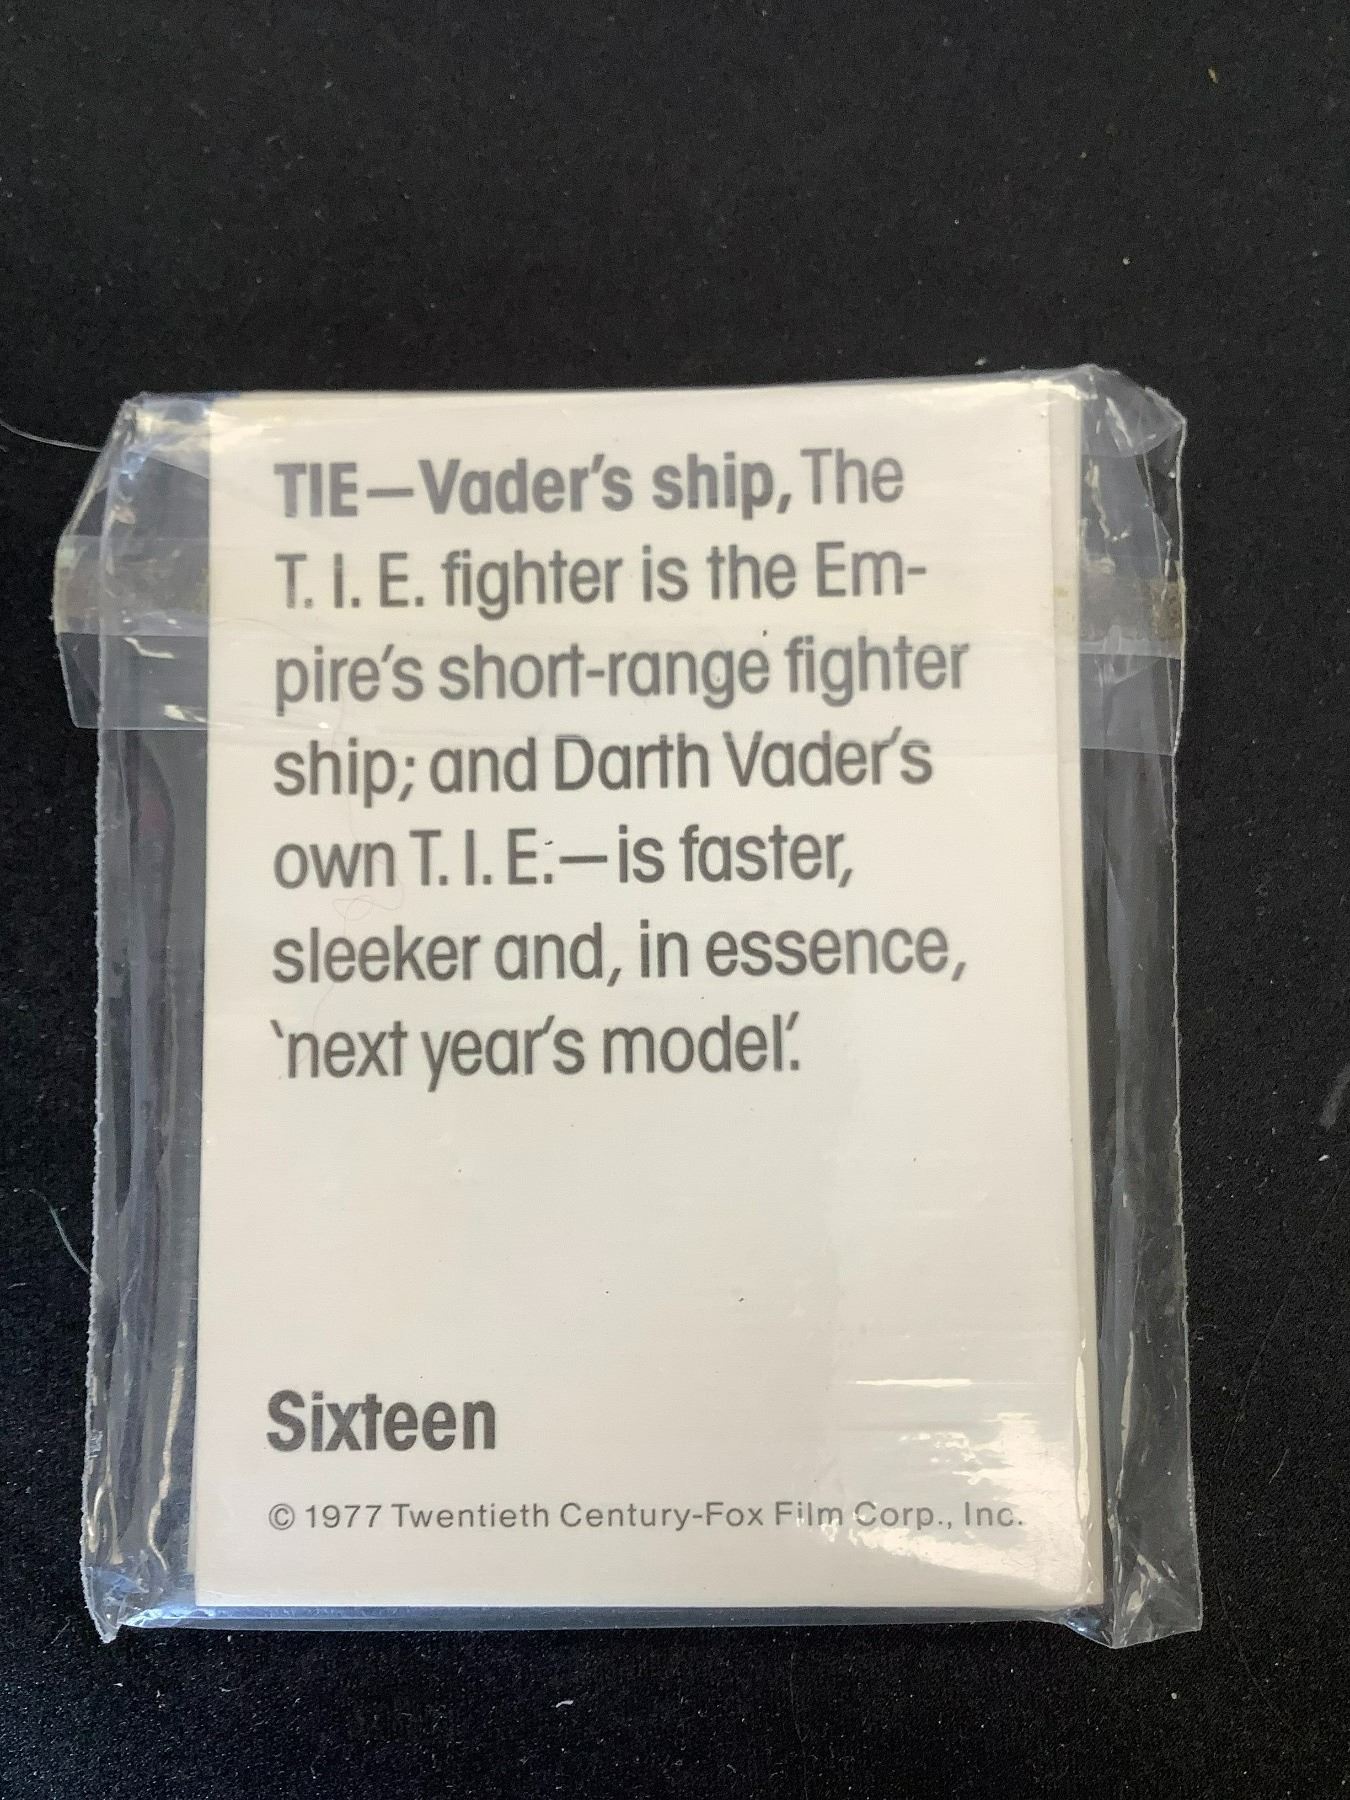 TIE—Vader's ship, The
T. I. E. fighter is the Em-
pire's short-range fighter
ship; and Darth Vader's
own T. I. E.—is faster,
sleeker and, in essence,
‵next year's model'.
Sixteen
© 1977 Twentieth Century-Fox Film Corp., Inc.